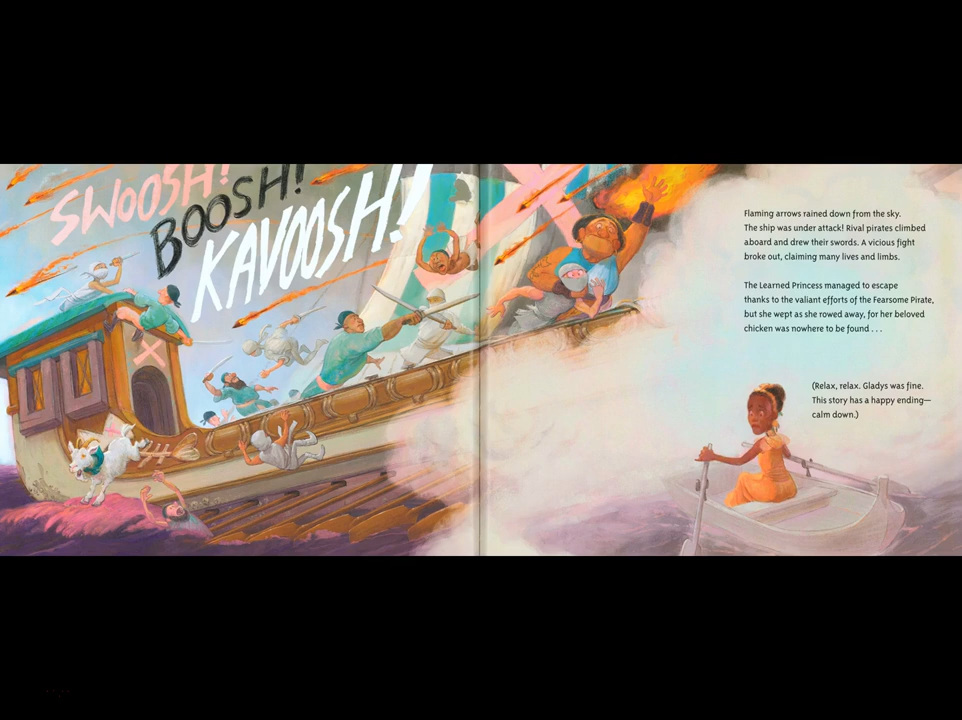 SWOOSH!
BOOSH!
KAVOOSH!
Flaming arrows rained down from the sky.
The ship was under attack! Rival pirates climbed
aboard and drew their swords. A vicious fight
broke out, claiming many lives and limbs.
The Learned Princess managed to escape
thanks to the valiant efforts of the Fearsome Pirate,
but she wept as she rowed away, for her beloved
chicken was nowhere to be found . . .
(Relax, relax. Gladys was fine.
This story has a happy ending—
calm down.)